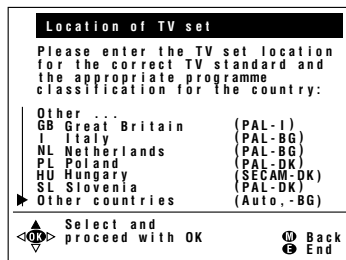 Location of TV set
Please enter the TV set location
for the correct TV standard and
the appropriate programme
classification for the country:
Other ...
GB Great Britain (PAL-I)
I Italy (PAL-BG)
NL Netherlands (PAL-BG)
PL Poland (PAL-DK)
HU Hungary (SECAM-DK)
SL Slovenia (PAL-DK)
Other countries (Auto,-BG)
Select and
OK proceed with OK M Back
E End